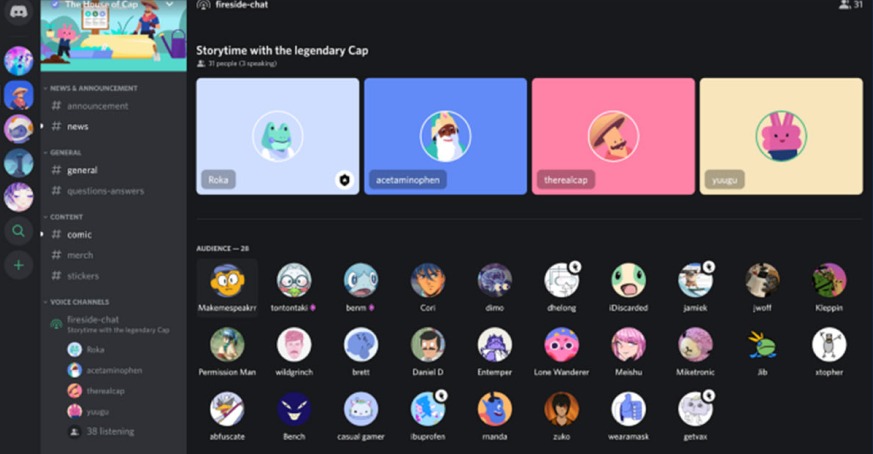 The House of Cap
NEWS & ANNOUNCEMENT
# announcement
# news
GENERAL
# general
# questions-answers
CONTENT
# comic
# merch
# stickers
VOICE CHANNELS
fireside-chat
Storytime with the legendary Cap
Roka
acetaminophen
therealcap
yuugu
38 listening
fireside-chat
31
Storytime with the legendary Cap
31 people (3 speaking)
Roka
acetaminophen
therealcap
yuugu
AUDIENCE — 28
Makemespeakrr tontontaki benm Cori dimo dhelong iDiscarded jamiek jwoff Kleppin
Permission Man wildgrinch brett Daniel D Entemper Lone Wanderer Meishu Miketronic Jib stopher
abfuscate Bench casual gamer ibuprofen manda zuko wearamask getvax